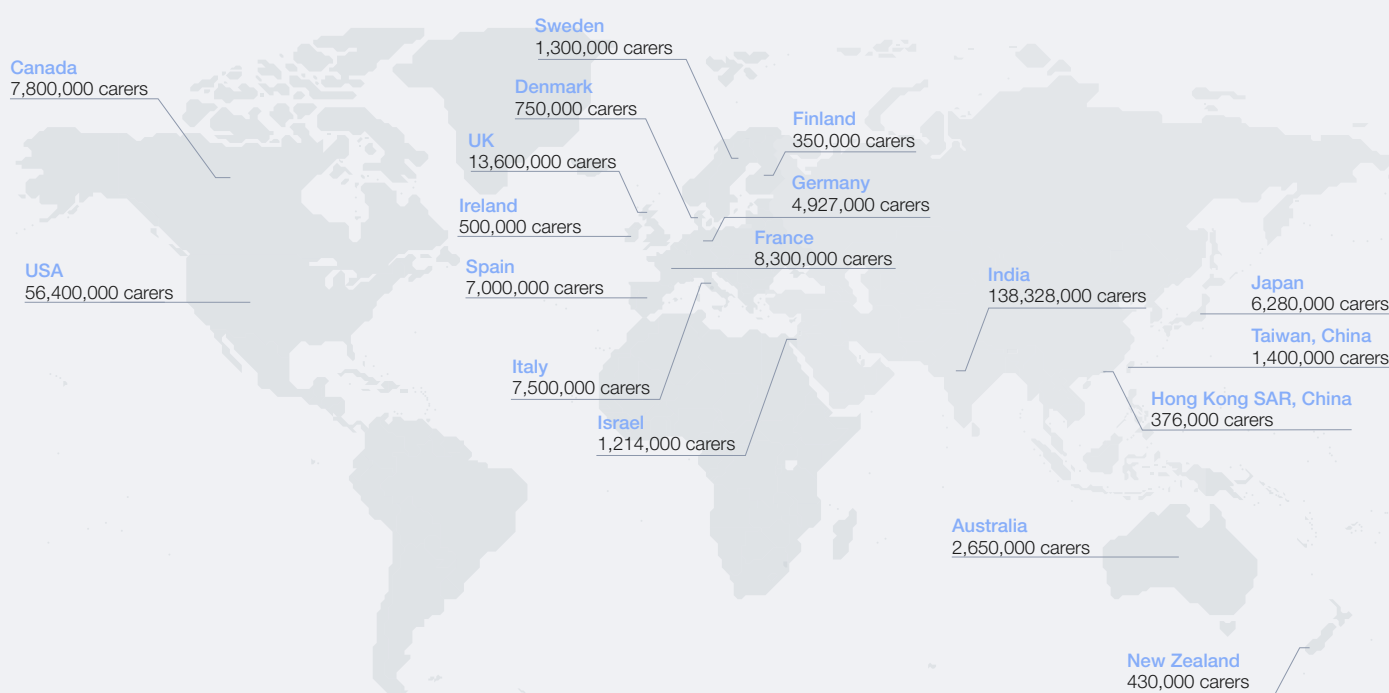 Sweden
1,300,000 carers
Canada
7,800,000 carers
Denmark
750,000 carers
Finland
350,000 carers
UK
13,600,000 carers
Germany
4,927,000 carers
Ireland
500,000 carers
France
8,300,000 carers
Spain
7,000,000 carers
USA
56,400,000 carers
India
138,328,000 carers
Japan
6,280,000 carers
Taiwan, China
1,400,000 carers
Italy
7,500,000 carers
Hong Kong SAR, China
376,000 carers
Israel
1,214,000 carers
Australia
2,650,000 carers
New Zealand
430,000 carers